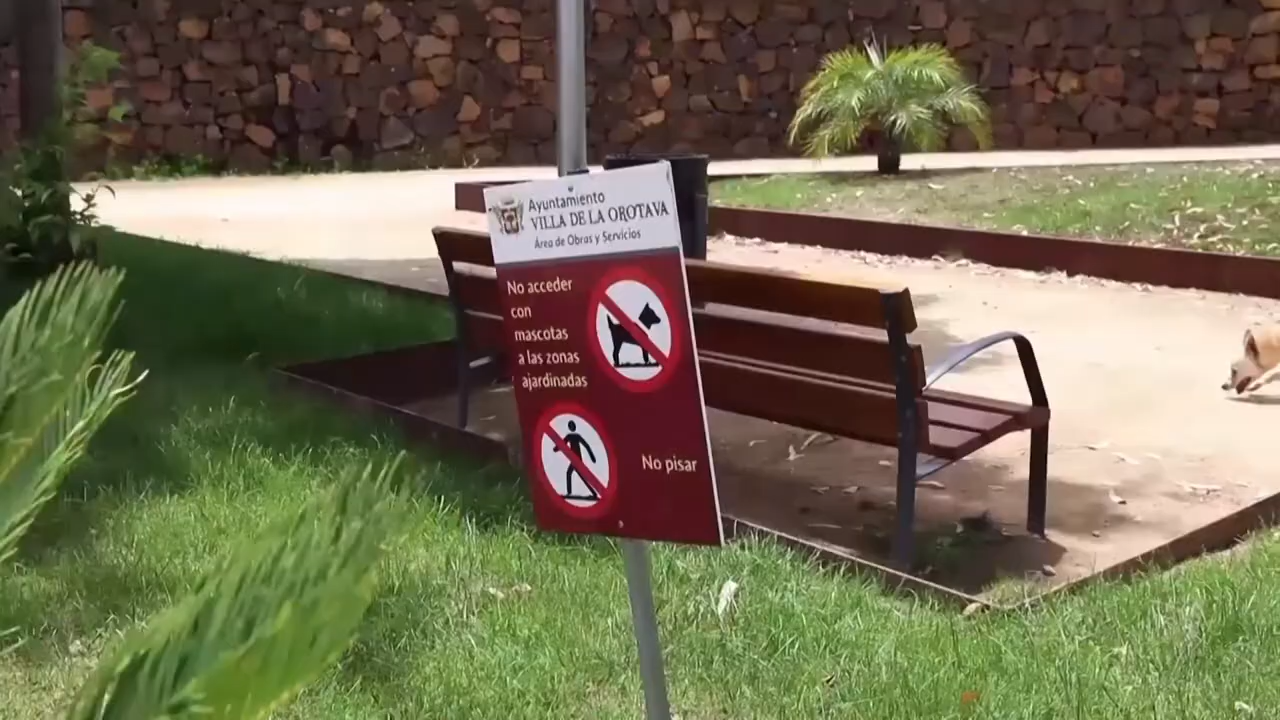 Ayuntamiento
VILLA DE LA OROTAVA
Área de Obras y Servicios
No acceder
con
mascotas
a las zonas
ajardinadas
No pisar